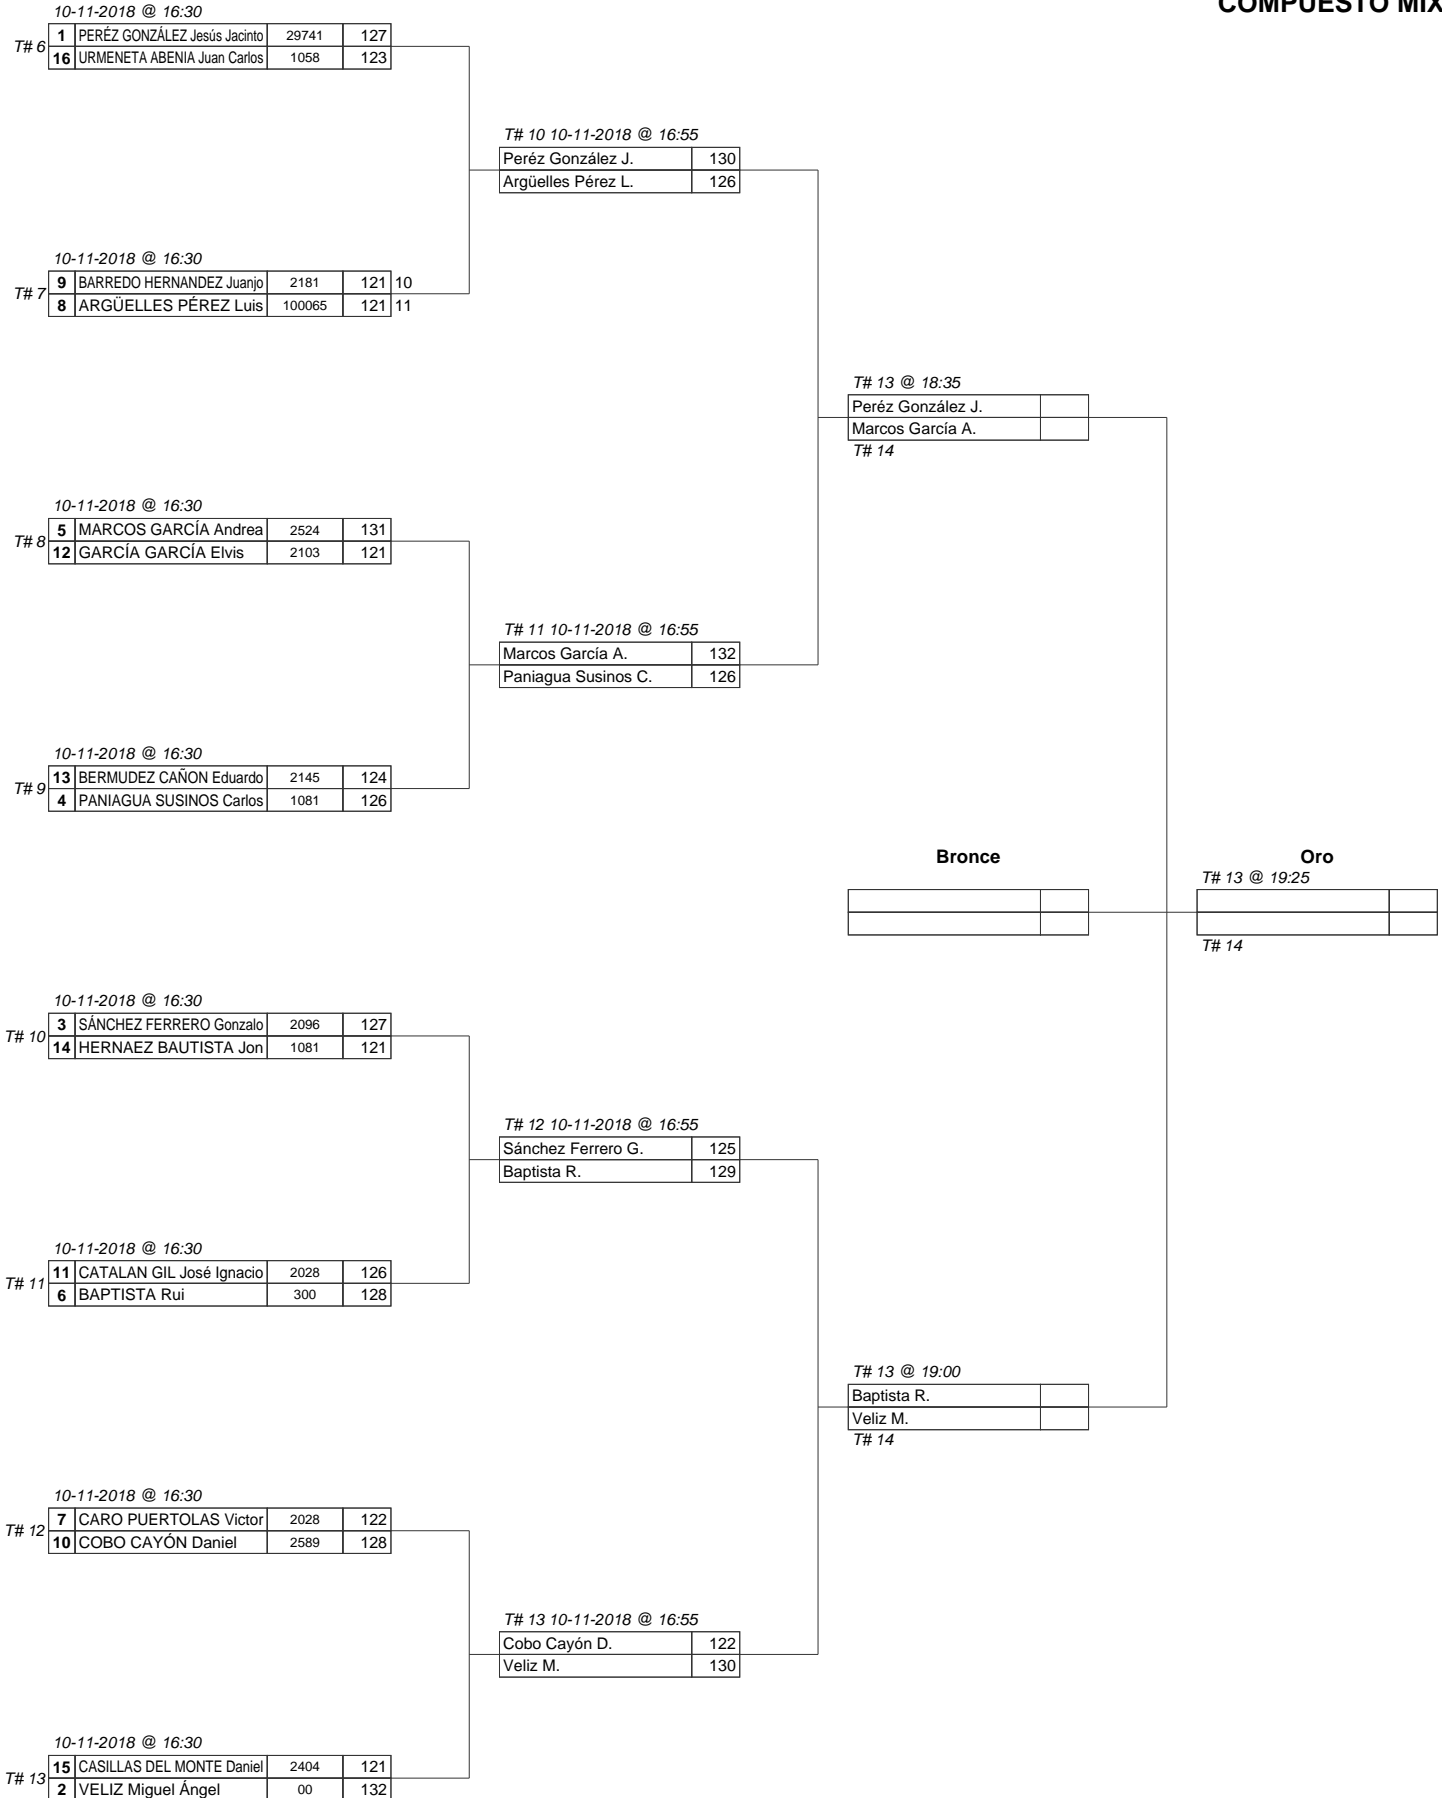 COMPUESTO MIX
10-11-2018 @ 16:30
T# 6
1 PERÉZ GONZÁLEZ Jesús Jacinto 29741 127
16 URMENETA ABENIA Juan Carlos 1058 123
T# 10 10-11-2018 @ 16:55
Peréz González J. 130
Argüelles Pérez L. 126
10-11-2018 @ 16:30
T# 7
9 BARREDO HERNANDEZ Juanjo 2181 121 10
8 ARGÜELLES PÉREZ Luis 100065 121 11
T# 13 @ 18:35
Peréz González J.
Marcos García A.
T# 14
10-11-2018 @ 16:30
T# 8
5 MARCOS GARCÍA Andrea 2524 131
12 GARCÍA GARCÍA Elvis 2103 121
T# 11 10-11-2018 @ 16:55
Marcos García A. 132
Paniagua Susinos C. 126
10-11-2018 @ 16:30
T# 9
13 BERMUDEZ CAÑON Eduardo 2145 124
4 PANIAGUA SUSINOS Carlos 1081 126
Bronce
Oro
T# 13 @ 19:25
T# 14
10-11-2018 @ 16:30
T# 10
3 SÁNCHEZ FERRERO Gonzalo 2096 127
14 HERNAEZ BAUTISTA Jon 1081 121
T# 12 10-11-2018 @ 16:55
Sánchez Ferrero G. 125
Baptista R. 129
10-11-2018 @ 16:30
T# 11
11 CATALAN GIL José Ignacio 2028 126
6 BAPTISTA Rui 300 128
T# 13 @ 19:00
Baptista R.
Veliz M.
T# 14
10-11-2018 @ 16:30
T# 12
7 CARO PUERTOLAS Victor 2028 122
10 COBO CAYÓN Daniel 2589 128
T# 13 10-11-2018 @ 16:55
Cobo Cayón D. 122
Veliz M. 130
10-11-2018 @ 16:30
T# 13
15 CASILLAS DEL MONTE Daniel 2404 121
2 VELIZ Miguel Ángel 00 132